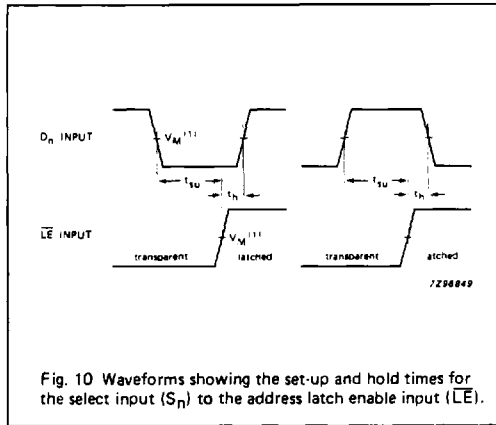 Dn INPUT
VM(1)
tsu
th
tsu
th
LE INPUT
VM(1)
transparent
latched
transparent
atched
7Z96849
Fig. 10 Waveforms showing the set-up and hold times for
the select input (Sn) to the address latch enable input (LE).